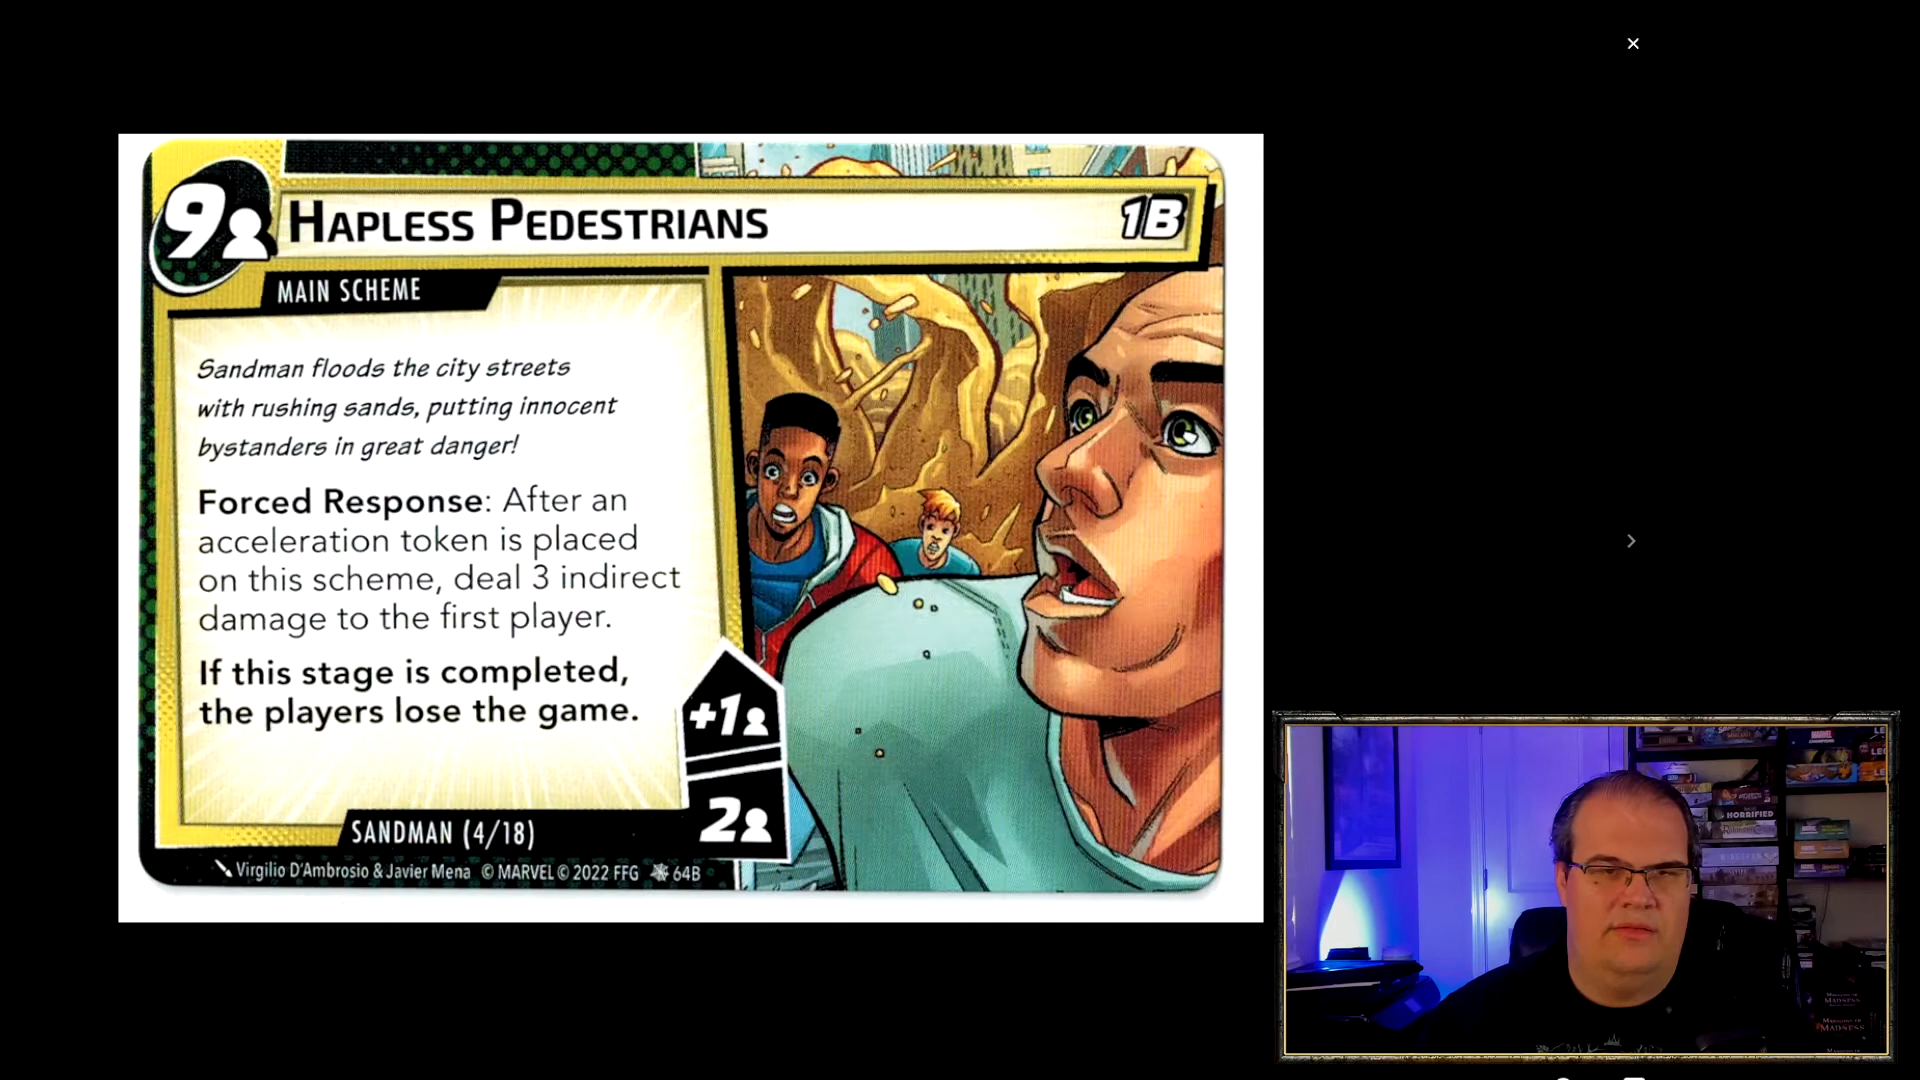 9
HAPLESS PEDESTRIANS
1B
MAIN SCHEME
Sandman floods the city streets
with rushing sands, putting innocent
bystanders in great danger!
Forced Response: After an
acceleration token is placed
on this scheme, deal 3 indirect
damage to the first player.
If this stage is completed,
the players lose the game.
+1
2
SANDMAN (4/18)
Virgilio D'Ambrosio & Javier Mena © MARVEL © 2022 FFG 64B
HORRIFIED
MADNESS
MADNESS